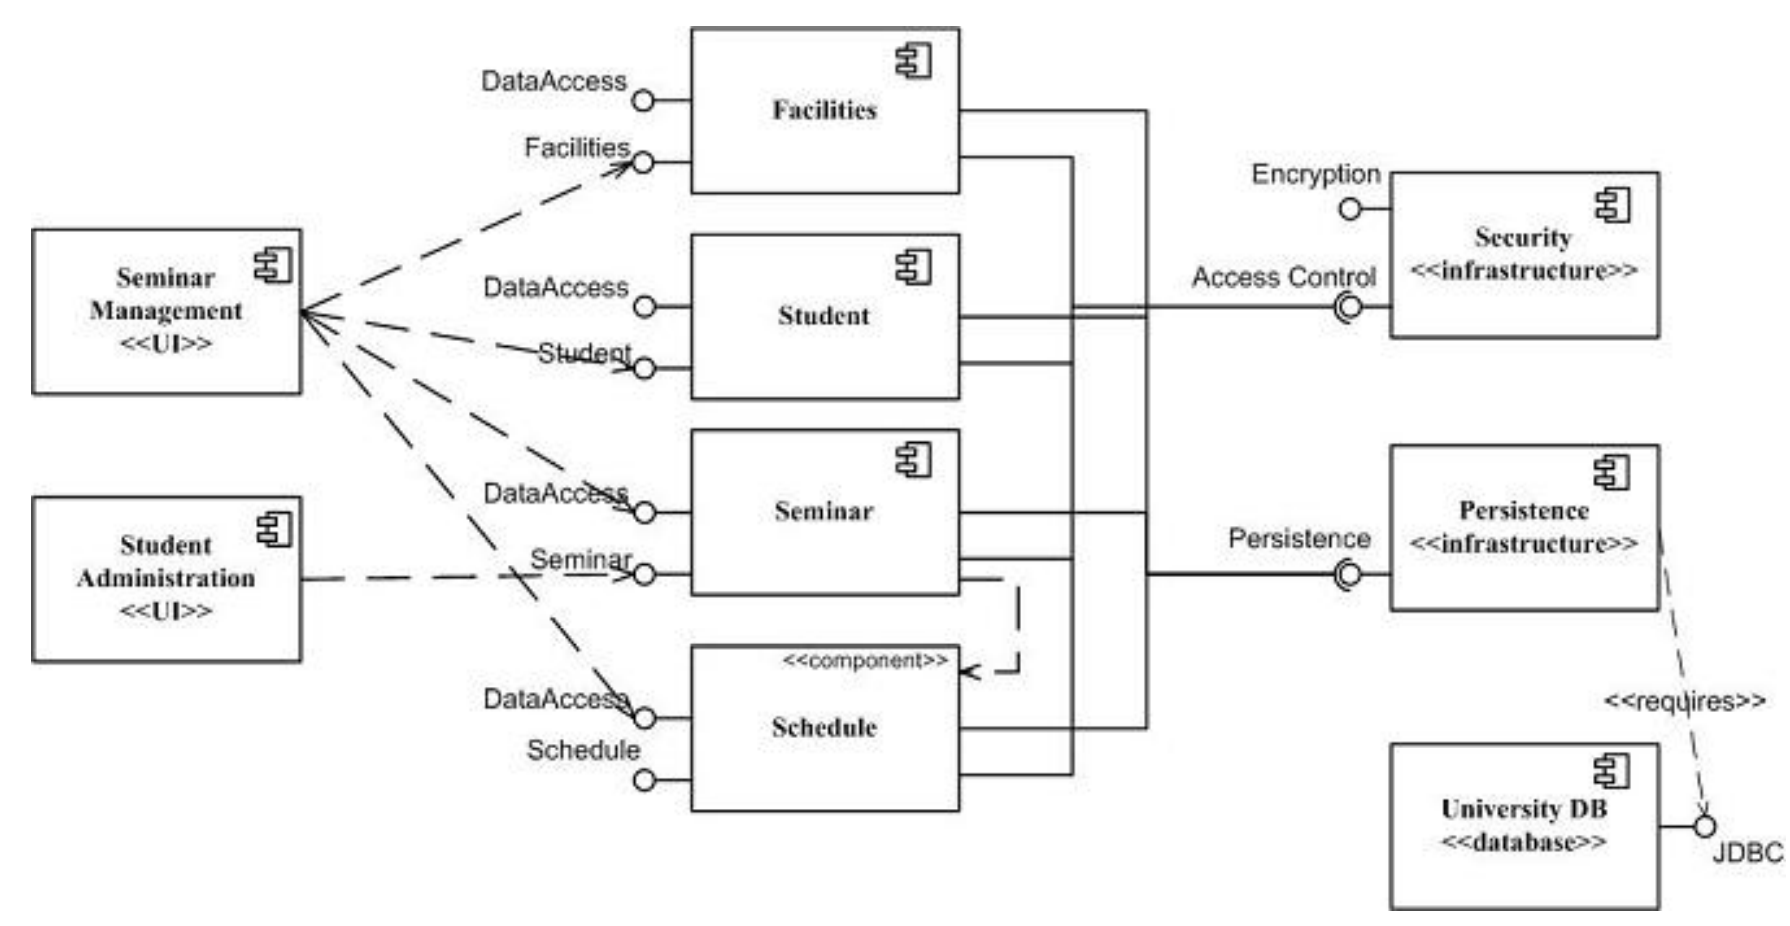 DataAccess
Facilities
Facilities
Seminar
Management
<<UI>>
DataAccess
Student
Student
DataAccess
Seminar
Seminar
Student
Administration
<<UI>>
<<component>>
DataAccess
Schedule
Schedule
Encryption
Access Control
Security
<<infrastructure>>
Persistence
Persistence
<<infrastructure>>
<<requires>>
University DB
<<database>>
JDBC